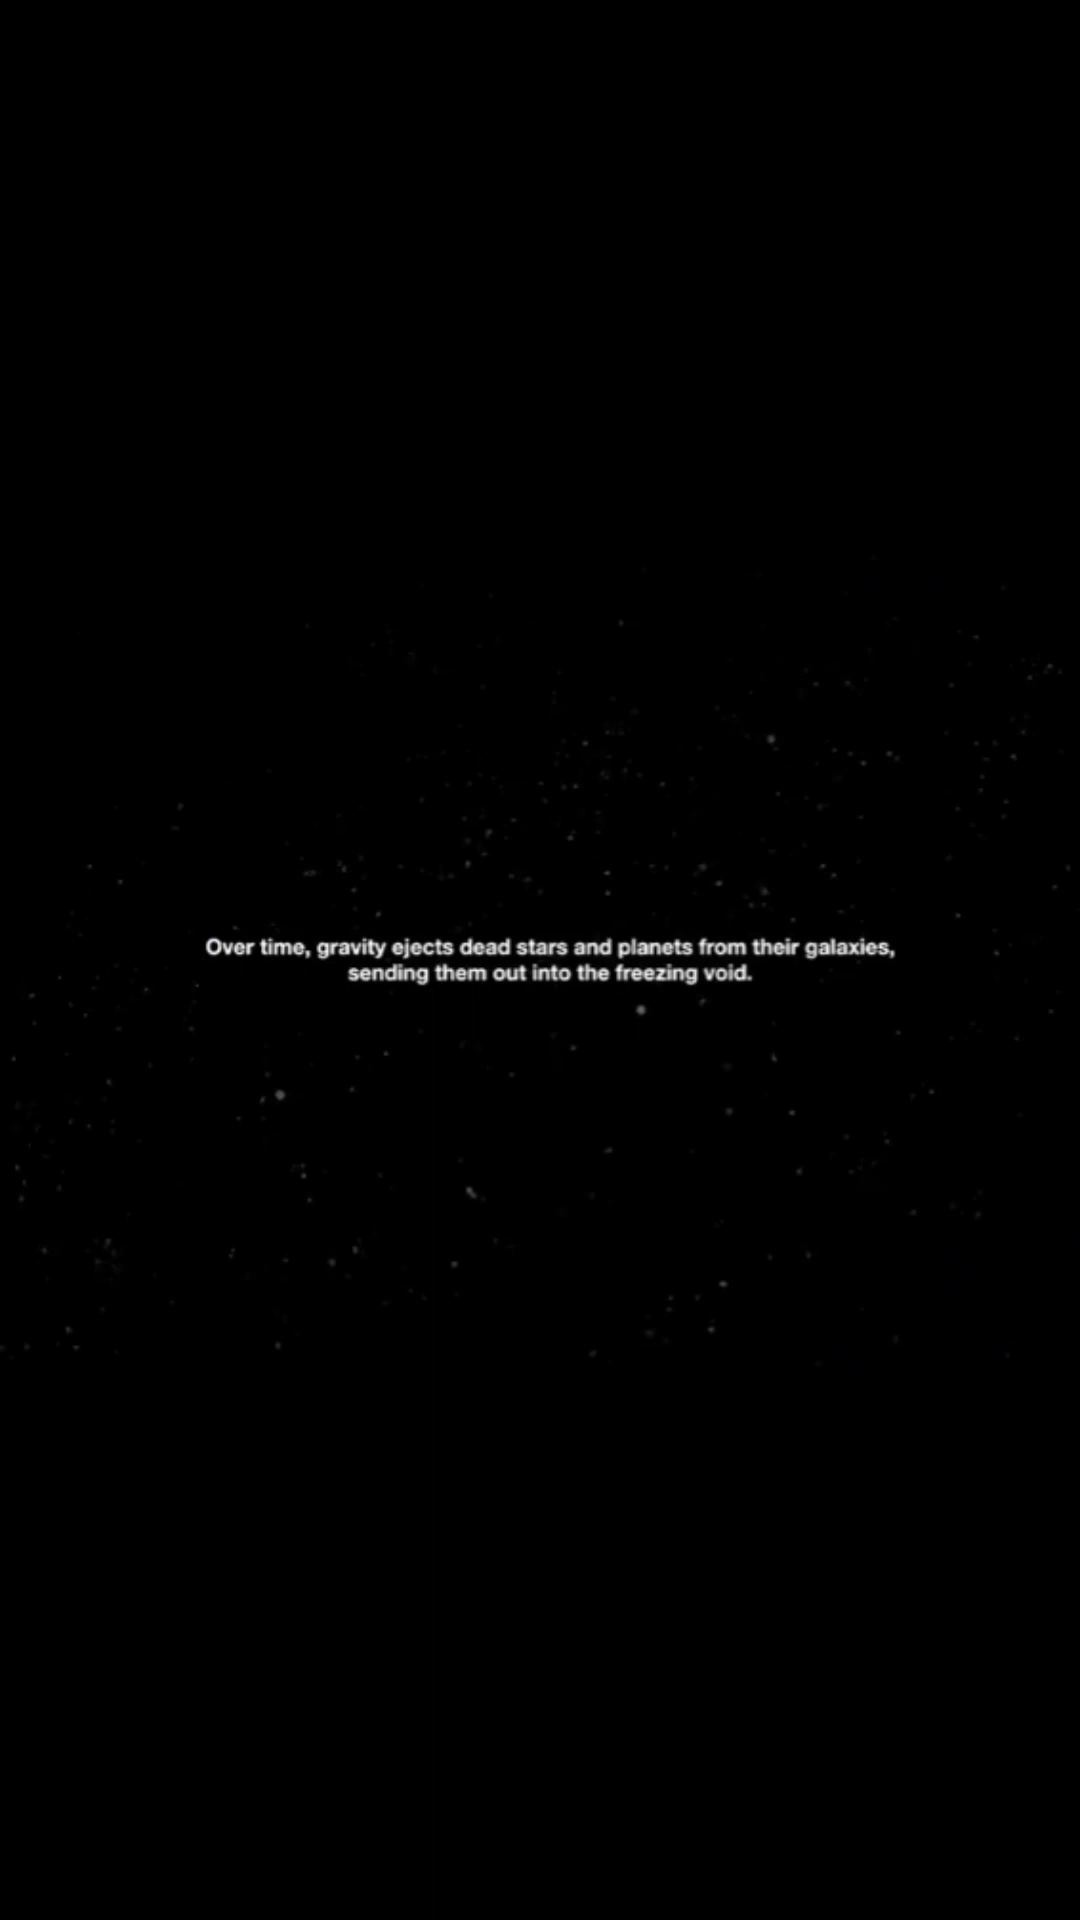 Over time, gravity ejects dead stars and planets from their galaxies,
sending them out into the freezing void.